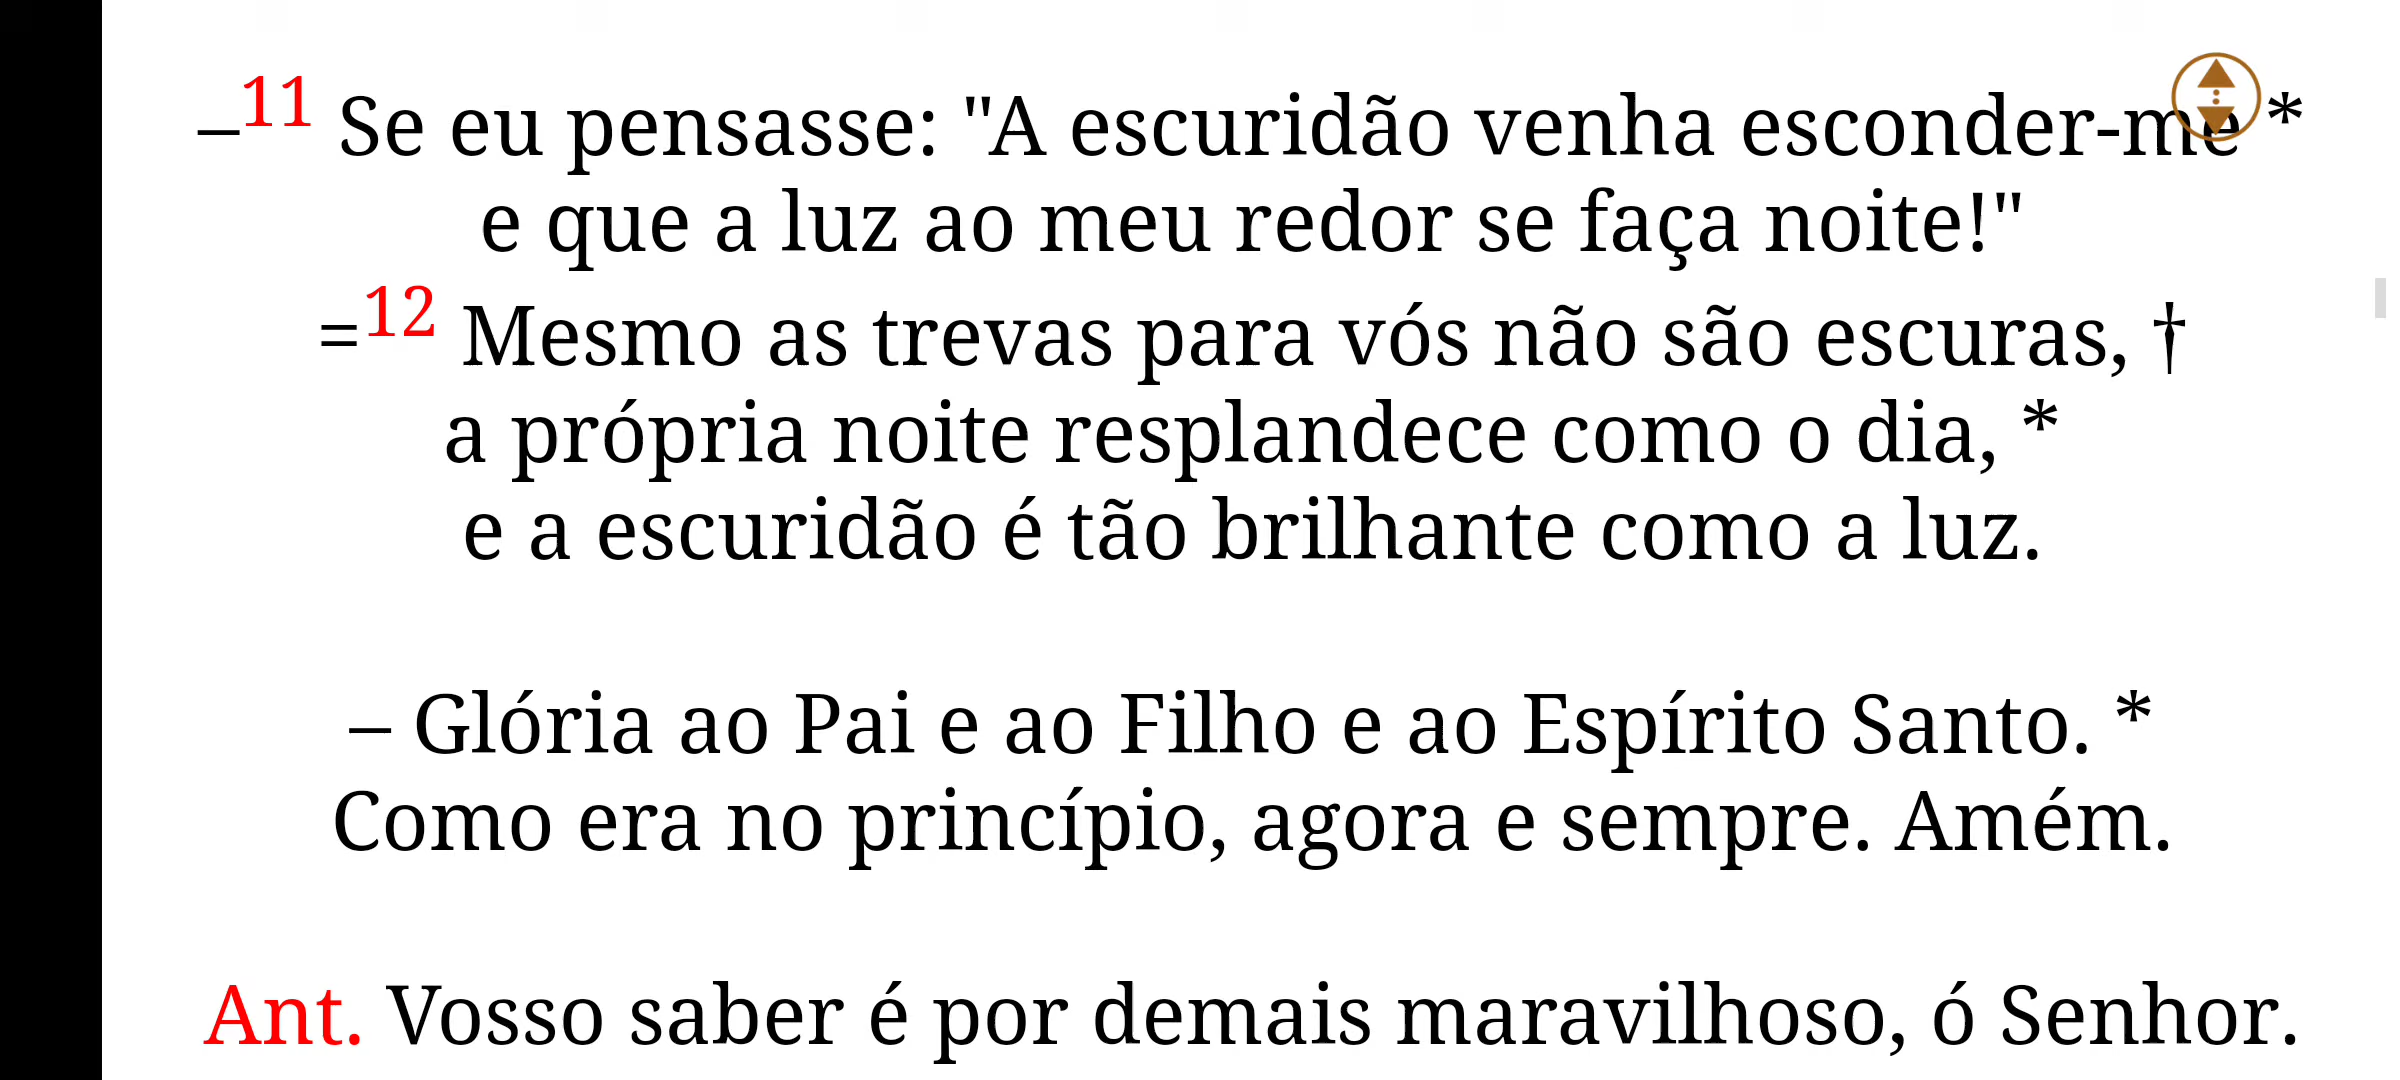 –11 Se eu pensasse: "A escuridão venha esconder-me *
e que a luz ao meu redor se faça noite!"
=12 Mesmo as trevas para vós não são escuras, †
a própria noite resplandece como o dia, *
e a escuridão é tão brilhante como a luz.
– Glória ao Pai e ao Filho e ao Espírito Santo. *
Como era no princípio, agora e sempre. Amém.
Ant. Vosso saber é por demais maravilhoso, ó Senhor.